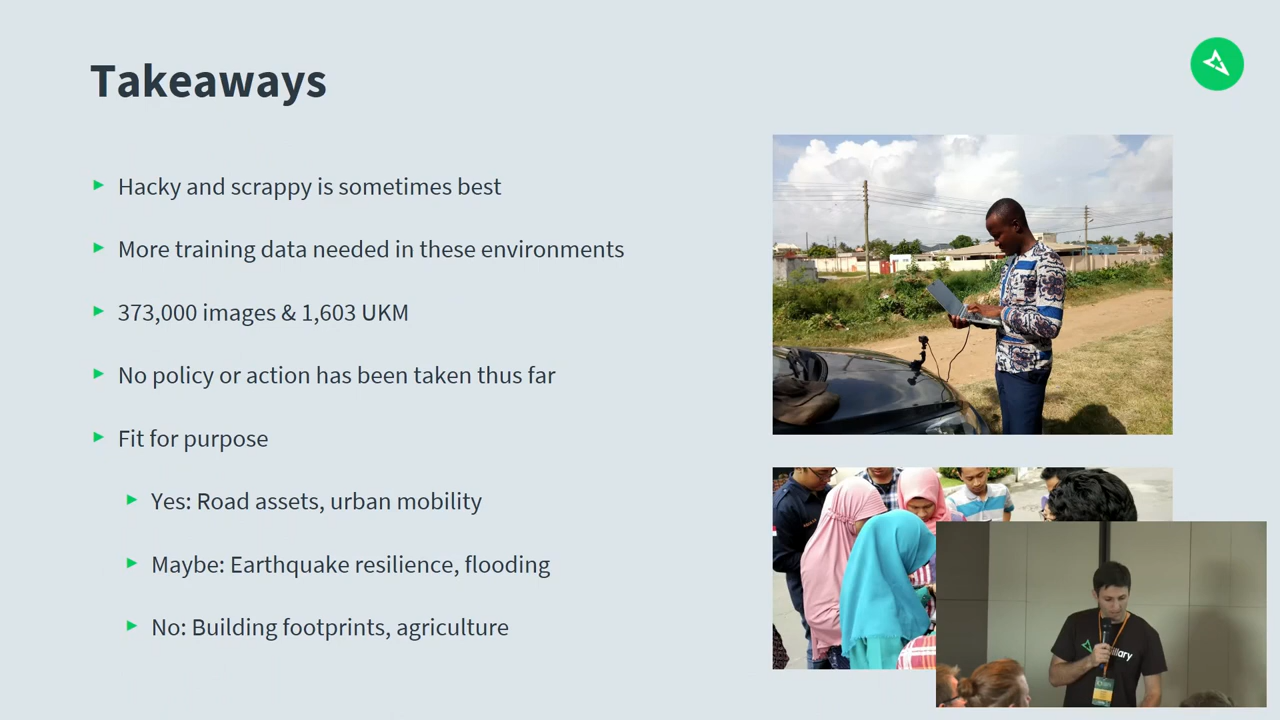 Takeaways
Hacky and scrappy is sometimes best
More training data needed in these environments
373,000 images & 1,603 UKM
No policy or action has been taken thus far
Fit for purpose
Yes: Road assets, urban mobility
Maybe: Earthquake resilience, flooding
No: Building footprints, agriculture